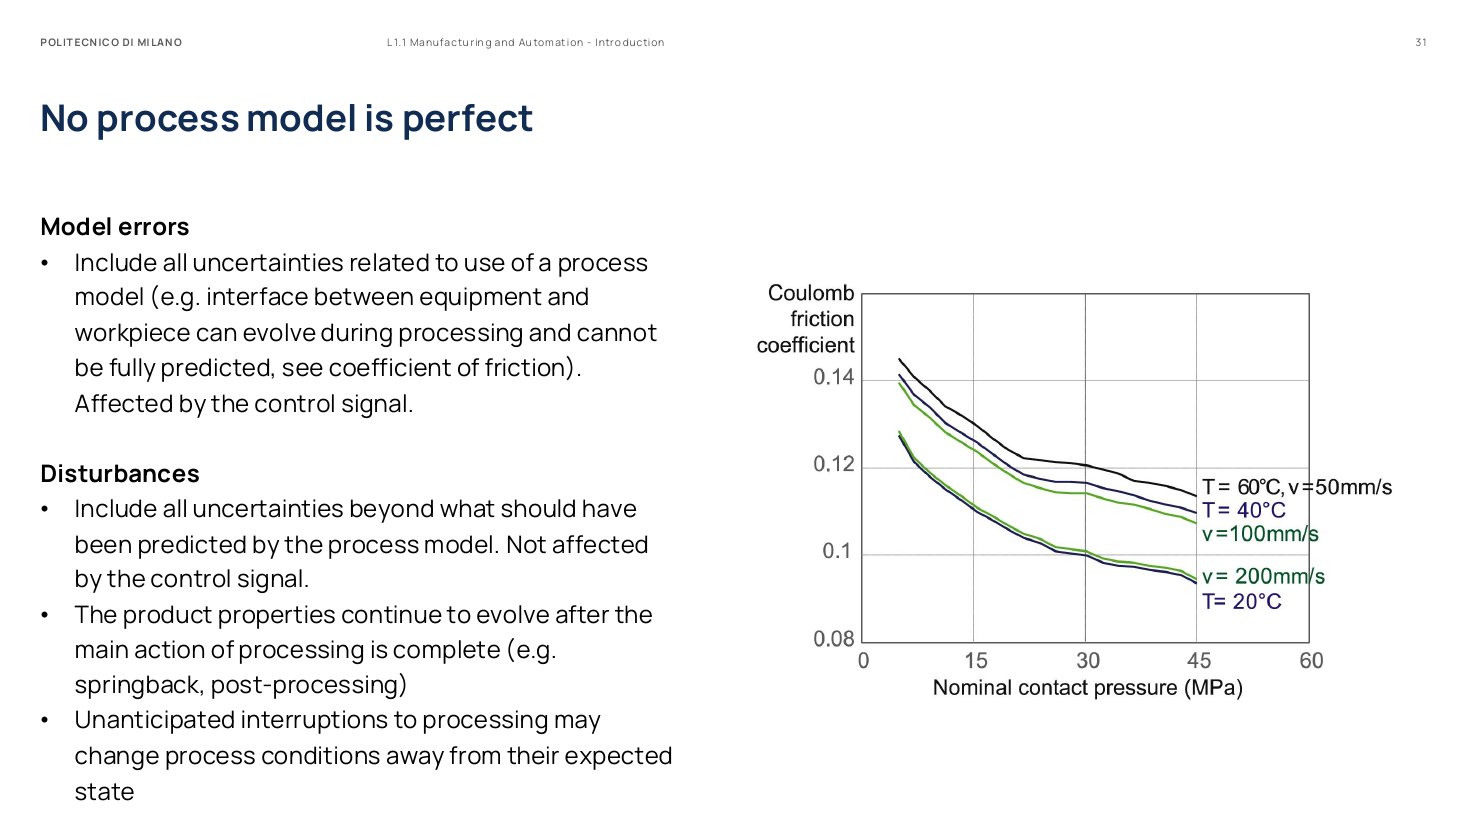 POLITECNICO DI MILANO
L1.1 Manufacturing and Automation - Introduction
31
No process model is perfect
Model errors
• Include all uncertainties related to use of a process
model (e.g. interface between equipment and
workpiece can evolve during processing and cannot
be fully predicted, see coefficient of friction).
Affected by the control signal.
Disturbances
• Include all uncertainties beyond what should have
been predicted by the process model. Not affected
by the control signal.
• The product properties continue to evolve after the
main action of processing is complete (e.g.
springback, post-processing)
• Unanticipated interruptions to processing may
change process conditions away from their expected
state
Coulomb
friction
coefficient
0.14
0.12
0.1
0.08
T= 60°C, v=50mm/s
T= 40°C
v=100mm/s
v= 200mm/s
T= 20°C
0 15 30 45 60
Nominal contact pressure (MPa)